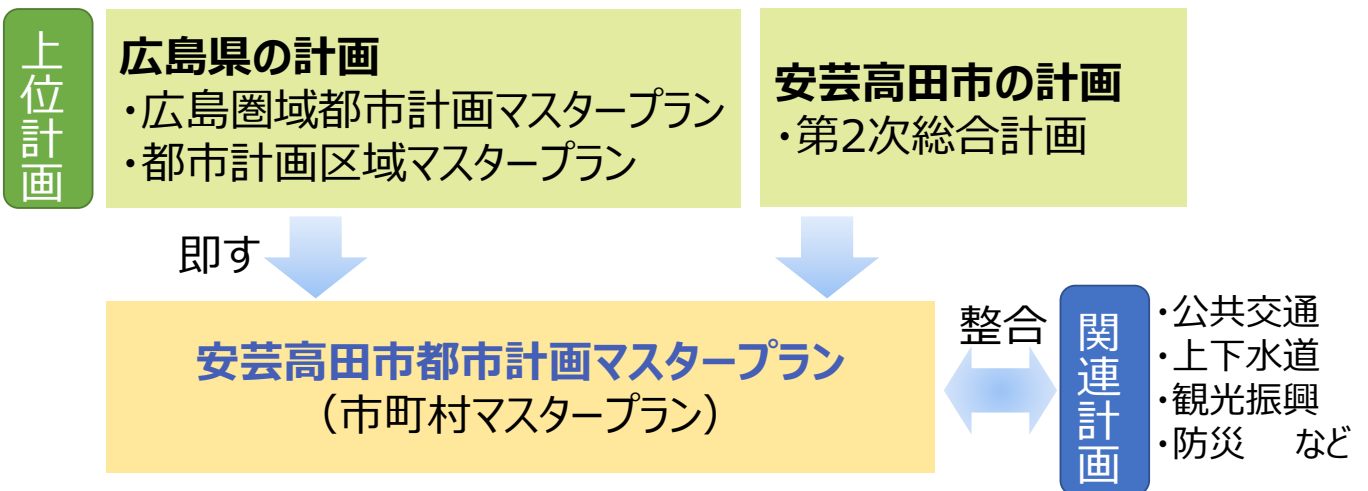 上位計画
広島県の計画
・広島圏域都市計画マスタープラン
・都市計画区域マスタープラン
安芸高田市の計画
・第2次総合計画
即す
安芸高田市都市計画マスタープラン
（市町村マスタープラン）
整合
関連計画
・公共交通
・上下水道
・観光振興
・防災　など